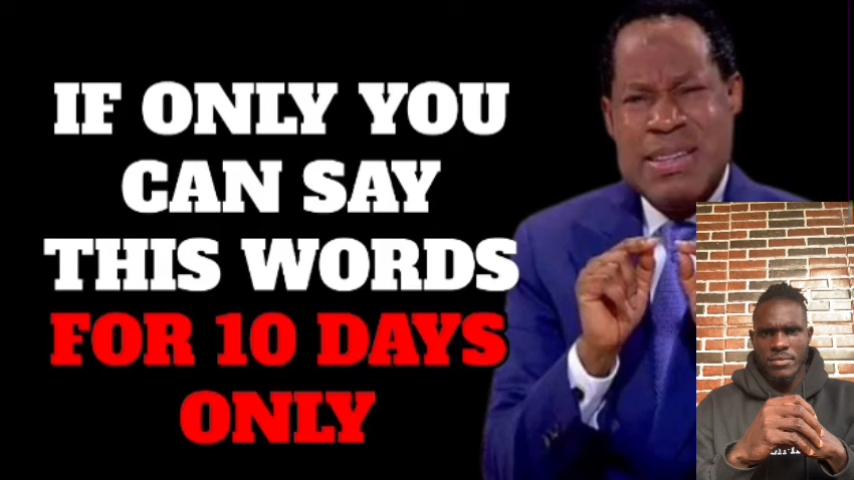 IF ONLY YOU
CAN SAY
THIS WORDS
FOR 10 DAYS
ONLY